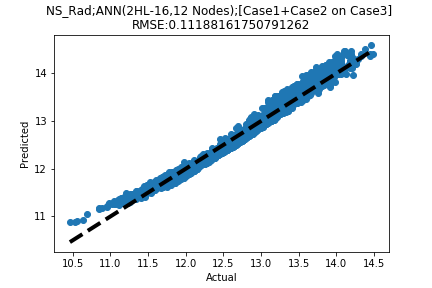 NS_Rad;ANN(2HL-16,12 Nodes);[Case1+Case2 on Case3]
RMSE:0.11188161750791262
14
13
12
11
Predicted
10.5 11.0 11.5 12.0 12.5 13.0 13.5 14.0 14.5
Actual